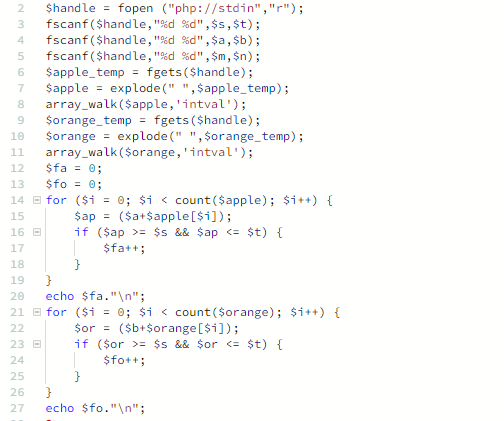 2 $handle = fopen ("php://stdin","r");
3 fscanf($handle,"%d %d",$s,$t);
4 fscanf($handle,"%d %d",$a,$b);
5 fscanf($handle,"%d %d",$m,$n);
6 $apple_temp = fgets($handle);
7 $apple = explode(" ",$apple_temp);
8 array_walk($apple,'intval');
9 $orange_temp = fgets($handle);
10 $orange = explode(" ",$orange_temp);
11 array_walk($orange,'intval');
12 $fa = 0;
13 $fo = 0;
14 for ($i = 0; $i < count($apple); $i++) {
15 $ap = ($a+$apple[$i]);
16 if ($ap >= $s && $ap <= $t) {
17 $fa++;
18 }
19 }
20 echo $fa."\n";
21 for ($i = 0; $i < count($orange); $i++) {
22 $or = ($b+$orange[$i]);
23 if ($or >= $s && $or <= $t) {
24 $fo++;
25 }
26 }
27 echo $fo."\n";